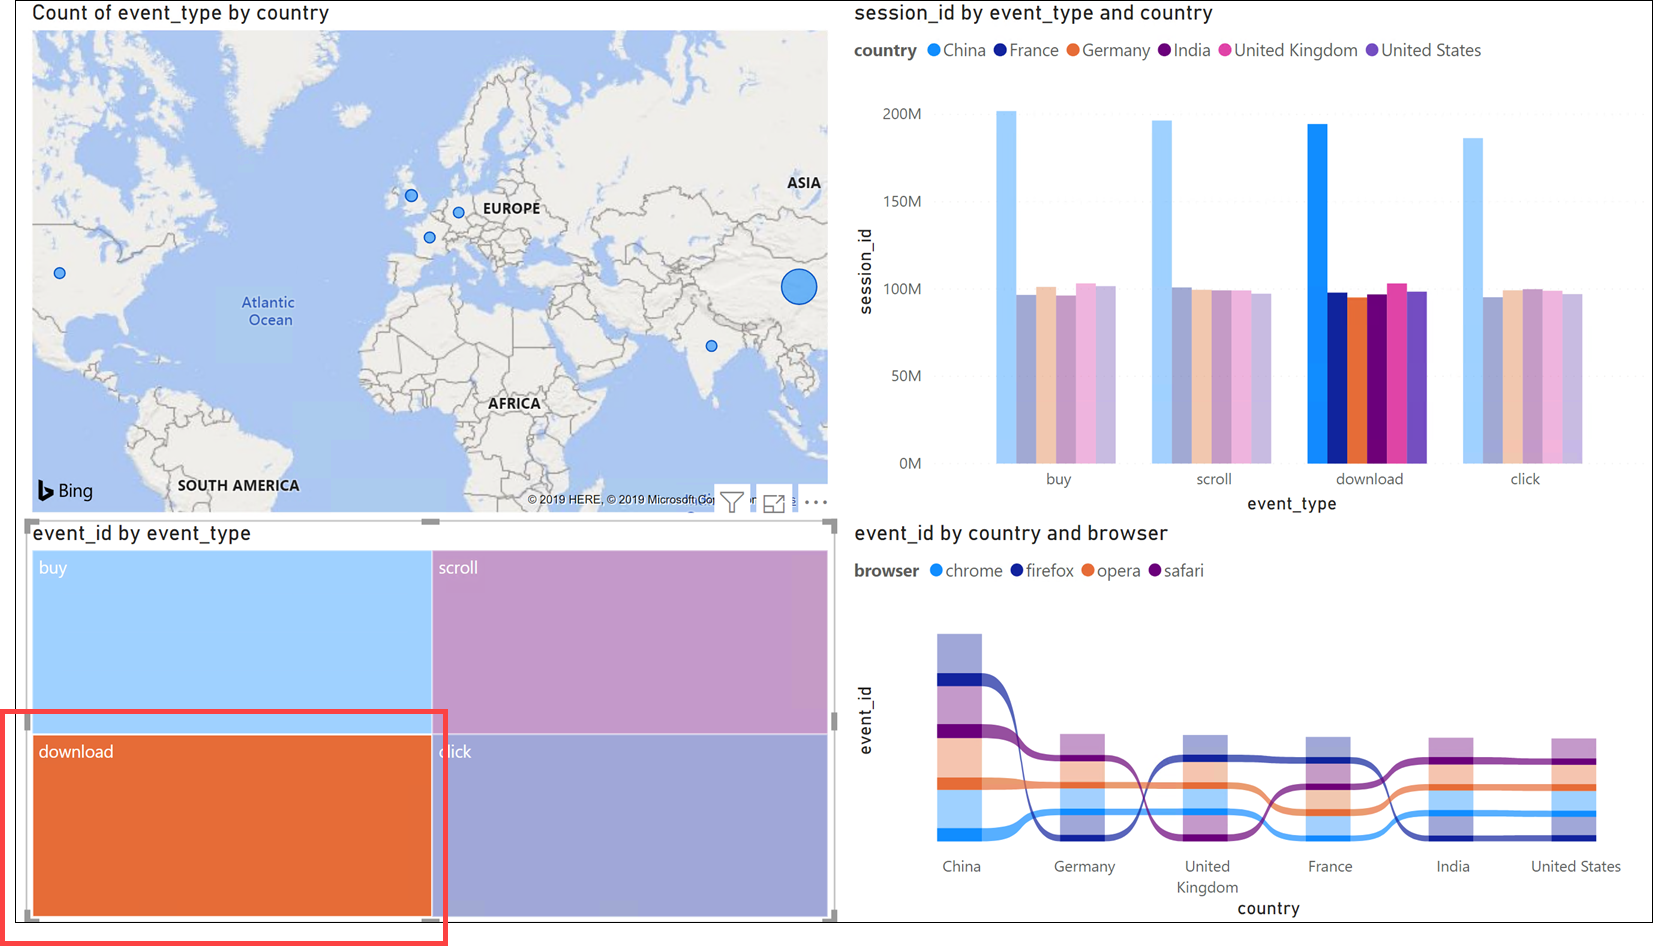 Count of event_type by country
ASIA
EUROPE
Atlantic
Ocean
AFRICA
SOUTH AMERICA
Bing
© 2019 HERE, © 2019 Microsoft
session_id by event_type and country
country China France Germany India United Kingdom United States
session_id
200M
150M
100M
50M
0M
buy scroll download click
event_type
event_id by event_type
buy
scroll
download
click
event_id by country and browser
browser chrome firefox opera safari
event_id
China Germany United Kingdom France India United States
country